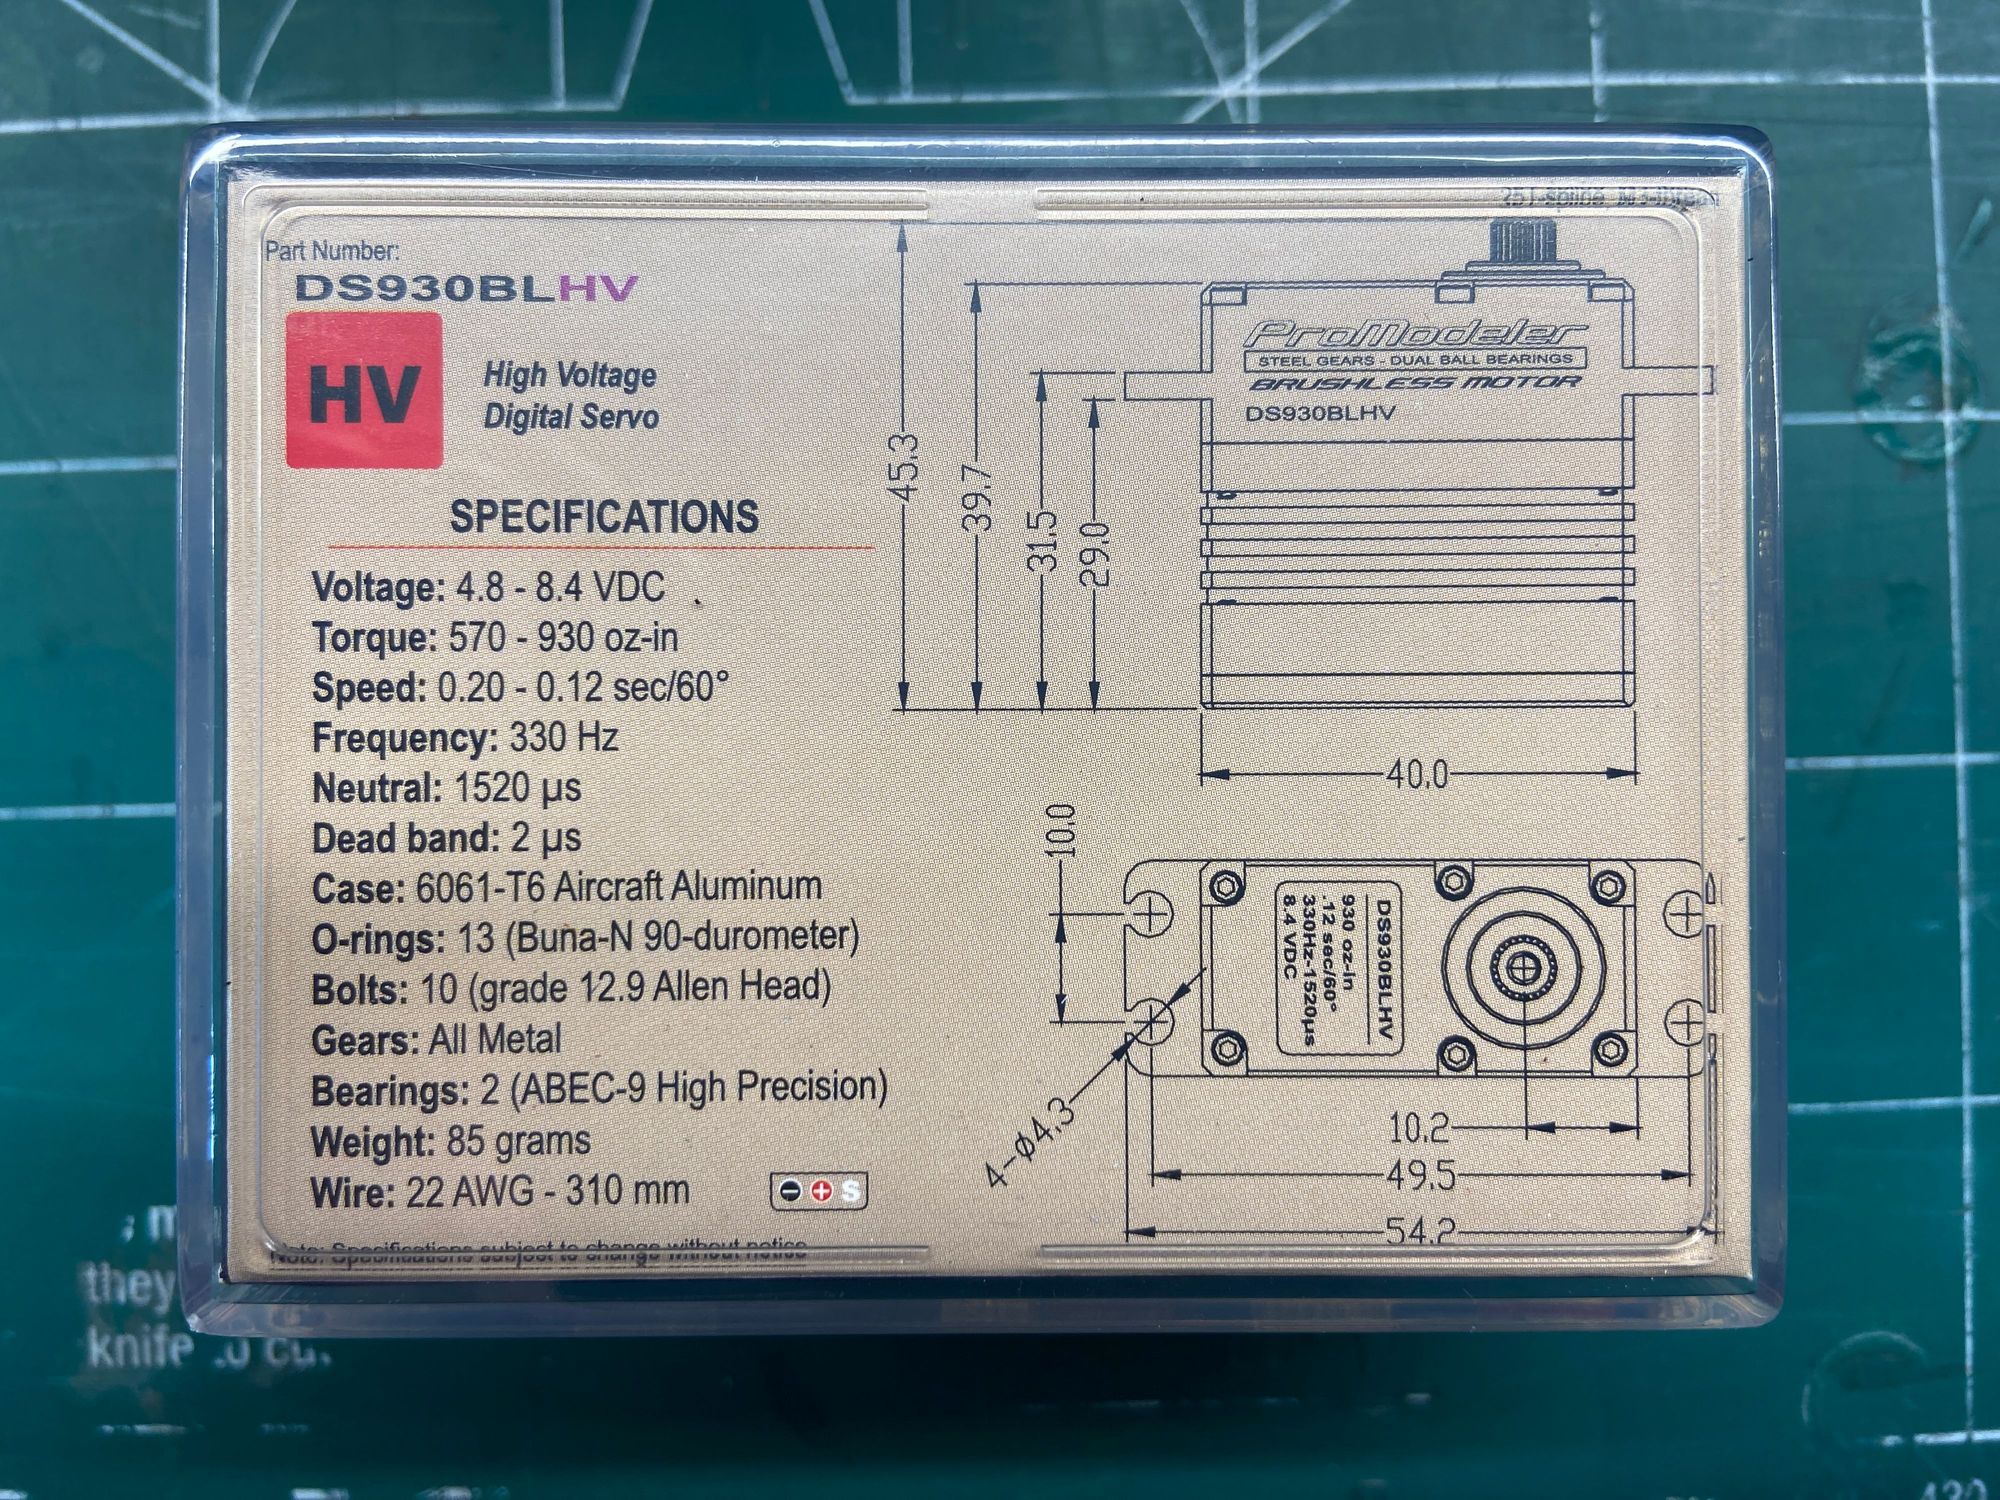 Part Number:
DS930BLHV
HV
High Voltage
Digital Servo
SPECIFICATIONS
Voltage: 4.8 - 8.4 VDC
Torque: 570 - 930 oz-in
Speed: 0.20 - 0.12 sec/60°
Frequency: 330 Hz
Neutral: 1520 µs
Dead band: 2 µs
Case: 6061-T6 Aircraft Aluminum
O-rings: 13 (Buna-N 90-durometer)
Bolts: 10 (grade 12.9 Allen Head)
Gears: All Metal
Bearings: 2 (ABEC-9 High Precision)
Weight: 85 grams
Wire: 22 AWG - 310 mm
- + S
Note: Specifications subject to change without notice
25T-spline, M3-thread
45.3
39.7
31.5
29.0
ProModeler
STEEL GEARS - DUAL BALL BEARINGS
BRUSHLESS MOTOR
DS930BLHV
40.0
10.0
DS930BLHV
930 oz-in
.12 sec/60°
330Hz-1520µs
8.4 VDC
4-Ø4.3
10.2
49.5
54.2
they
knife